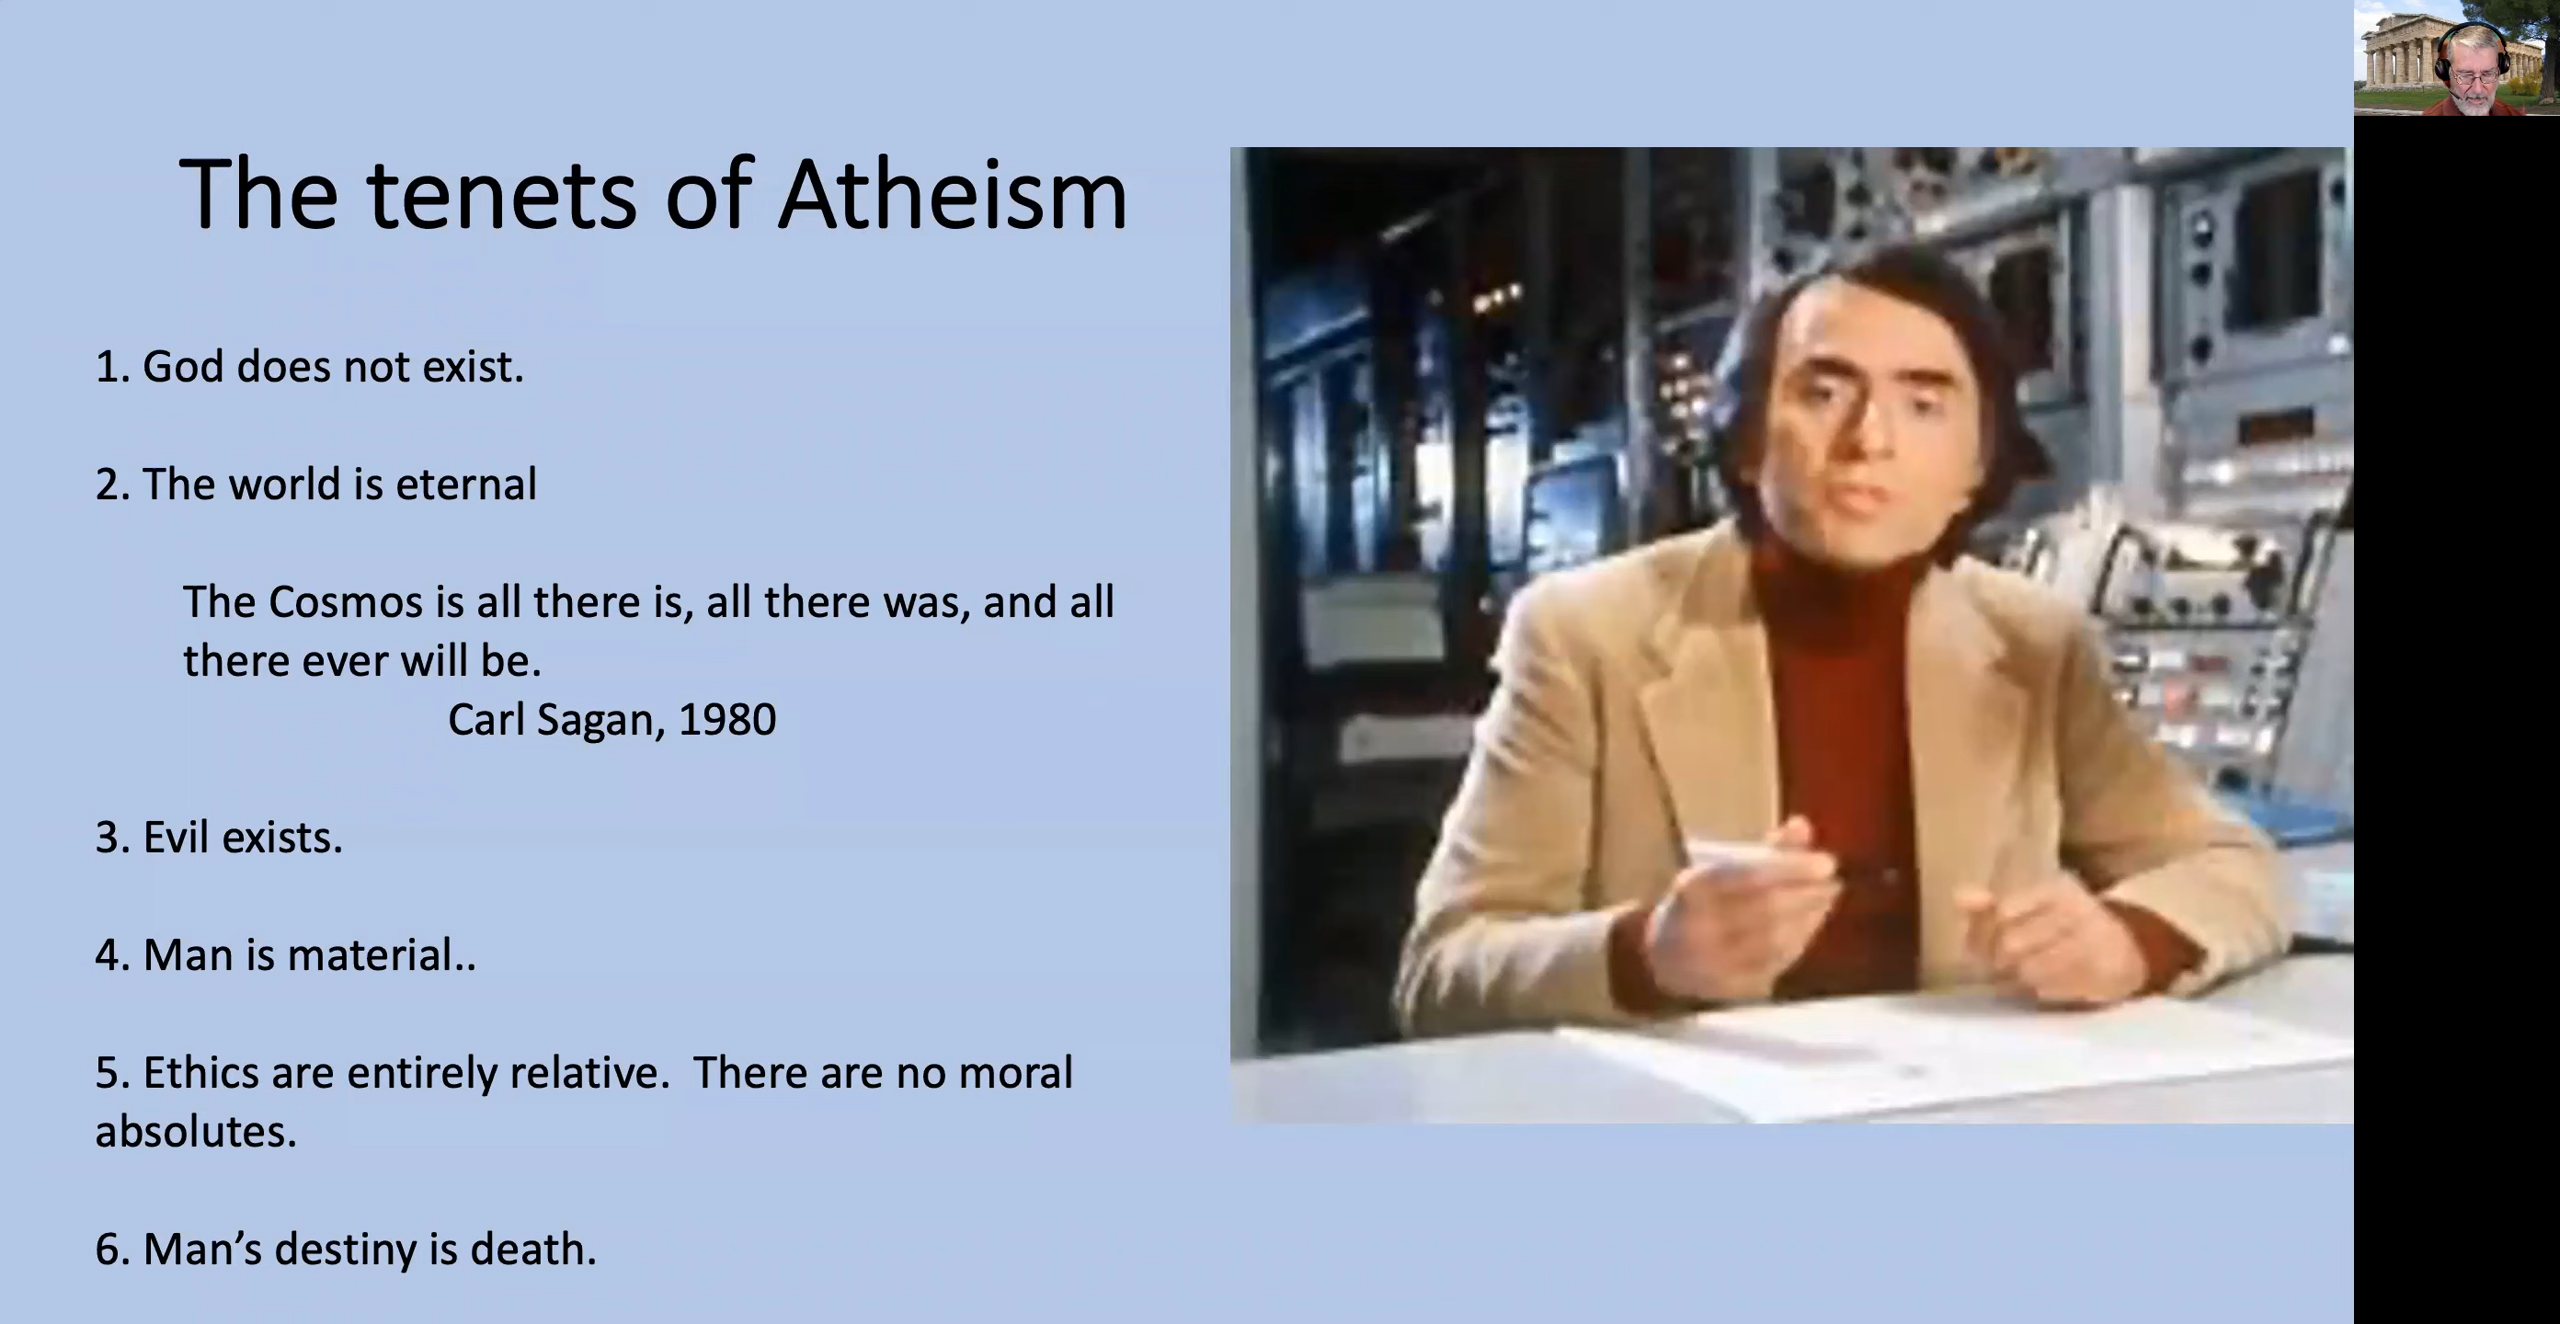 The tenets of Atheism
1. God does not exist.
2. The world is eternal
The Cosmos is all there is, all there was, and all
there ever will be.
Carl Sagan, 1980
3. Evil exists.
4. Man is material..
5. Ethics are entirely relative.  There are no moral
absolutes.
6. Man’s destiny is death.